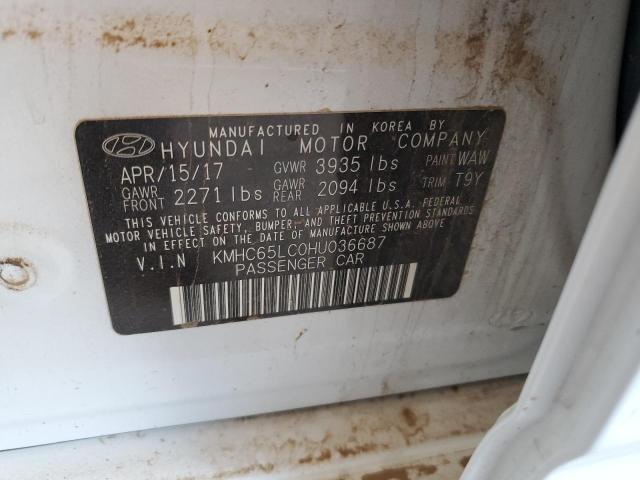 MANUFACTURED IN KOREA BY
HYUNDAI MOTOR COMPANY
APR/15/17 GVWR 3935 lbs PAINT WAW
GAWR FRONT 2271 lbs GAWR REAR 2094 lbs TRIM T9Y
THIS VEHICLE CONFORMS TO ALL APPLICABLE U.S.A. FEDERAL
MOTOR VEHICLE SAFETY, BUMPER, AND THEFT PREVENTION
STANDARDS IN EFFECT ON THE DATE OF MANUFACTURE SHOWN ABOVE
V.I.N KMHC65LC0HU036687
PASSENGER CAR